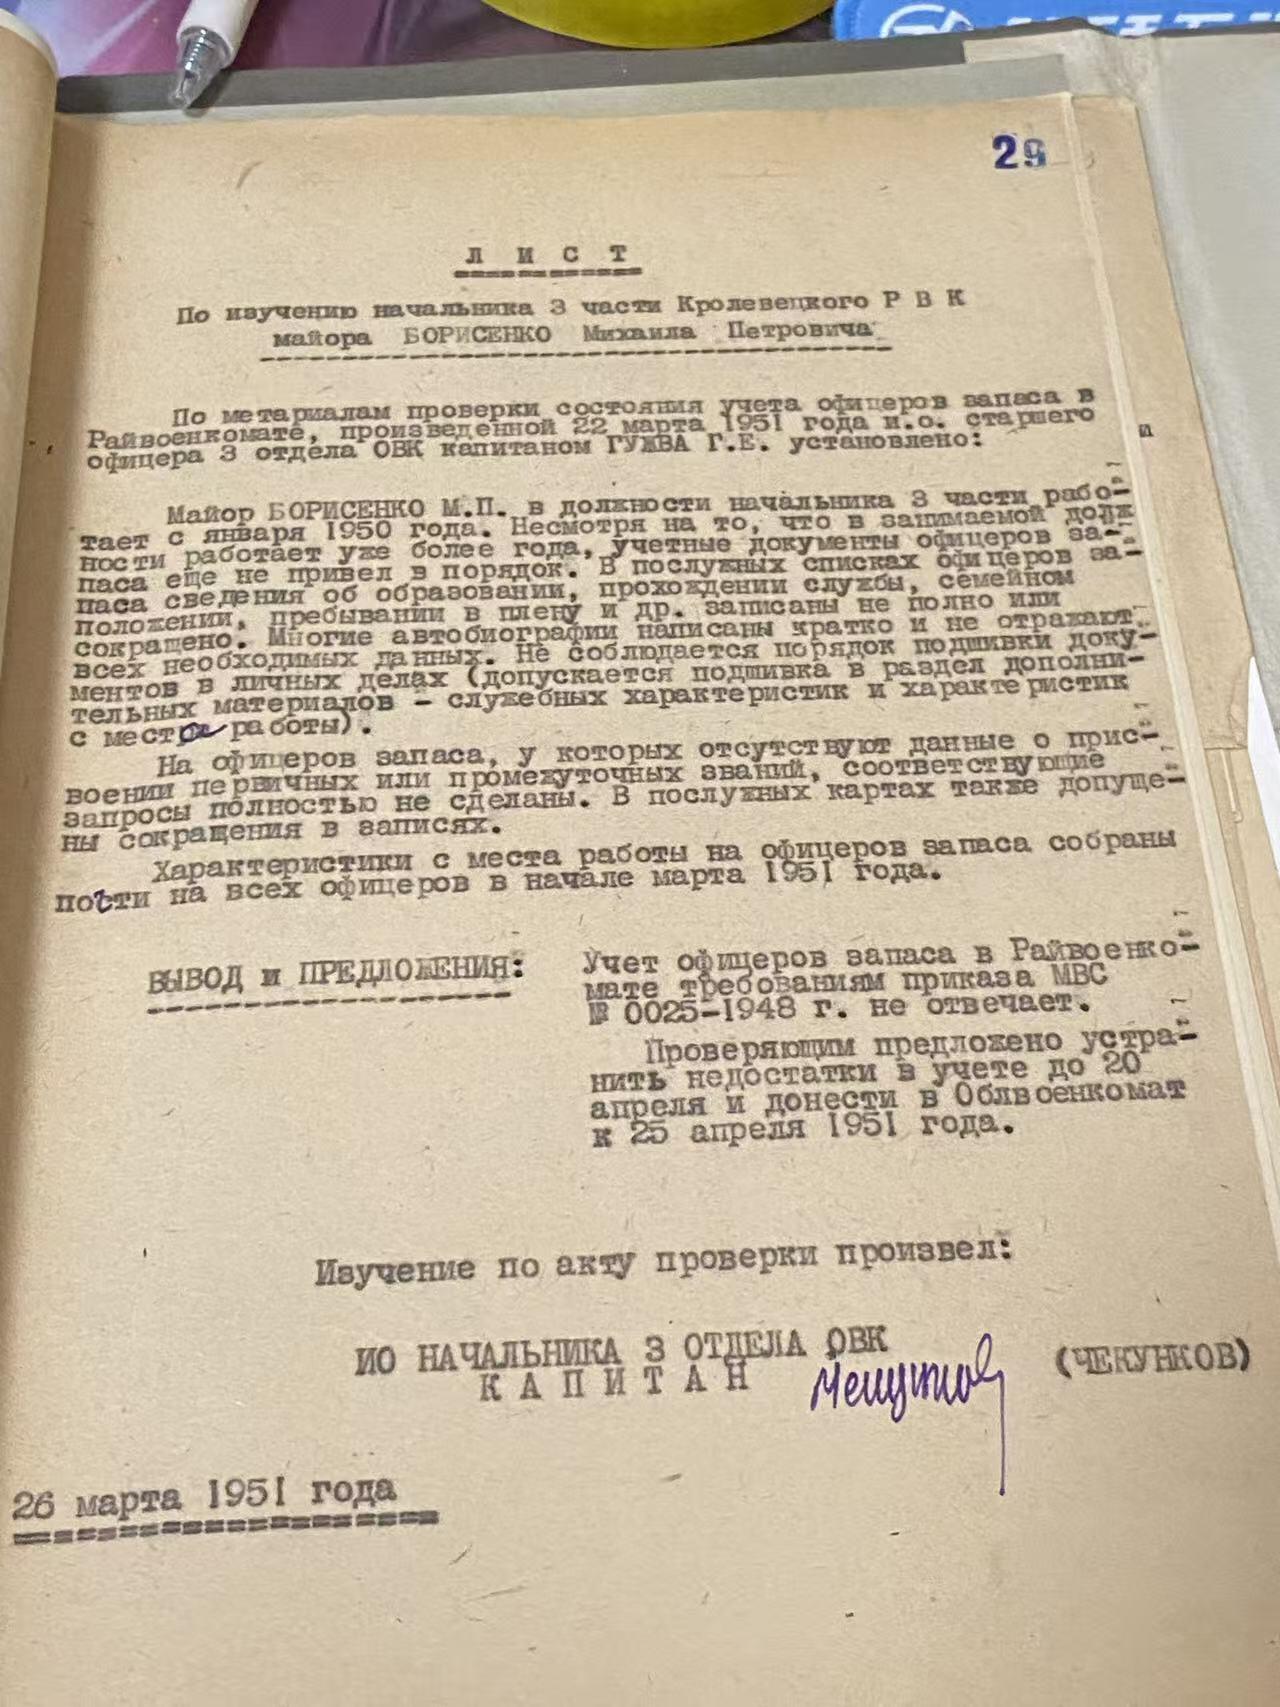 29
Л И С Т
По изучению начальника 3 части Кролевецкого Р В К
майора БОРИСЕНКО Михаила Петровича
По метариалам проверки состояния учета офицеров запаса в
Райвоенкомате, произведенной 22 марта 1951 года и.о. старшего
офицера 3 отдела ОВК капитаном ГУЖВА Г.Е. установлено:
Майор БОРИСЕНКО М.П. в должности начальника 3 части рабо-
тает с января 1950 года. Несмотря на то, что в занимаемой долж
ности работает уже более года, учетные документы офицеров за-
паса еще не привел в порядок. В послужных списках офицеров за-
паса сведения об образовании, прохождении службы, семейном
положении, пребывании в плену и др. записаны не полно или
сокращено. Многие автобиографии написаны кратко и не отражают
всех необходимых данных. Не соблюдается порядок подшивки доку-
ментов в личных делах (допускается подшивка в раздел дополни-
тельных материалов - служебных характеристик и характеристик
с места работы).
На офицеров запаса, у которых отсутствуют данные о прис-
воении первичных или промежуточных званий, соответствующие
запросы полностью не сделаны. В послужных картах также допуще-
ны сокращения в записях.
Характеристики с места работы на офицеров запаса собраны
почти на всех офицеров в начале марта 1951 года.
ВЫВОД и ПРЕДЛОЖЕНИЯ:
Учет офицеров запаса в Райвоенко-
мате требованиям приказа МВС
№ 0025-1948 г. не отвечает.
Проверяющим предложено устра-
нить недостатки в учете до 20
апреля и донести в Облвоенкомат
к 25 апреля 1951 года.
Изучение по акту проверки произвел:
ИО НАЧАЛЬНИКА 3 ОТДЕЛА ОВК
К А П И Т А Н Чекунков (ЧЕКУНКОВ)
26 марта 1951 года